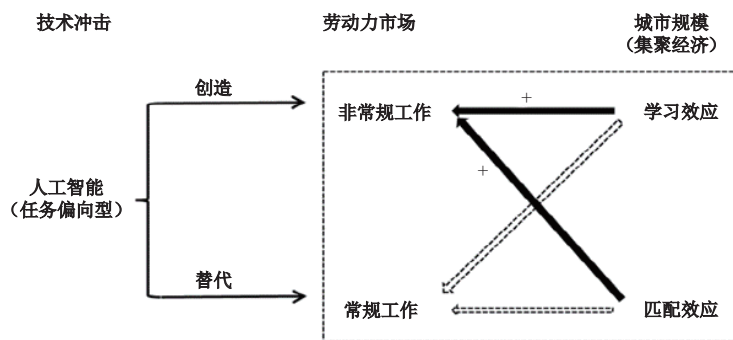 技术冲击
劳动力市场
城市规模
（集聚经济）
创造
非常规工作
+
学习效应
人工智能
（任务偏向型）
+
替代
常规工作
匹配效应